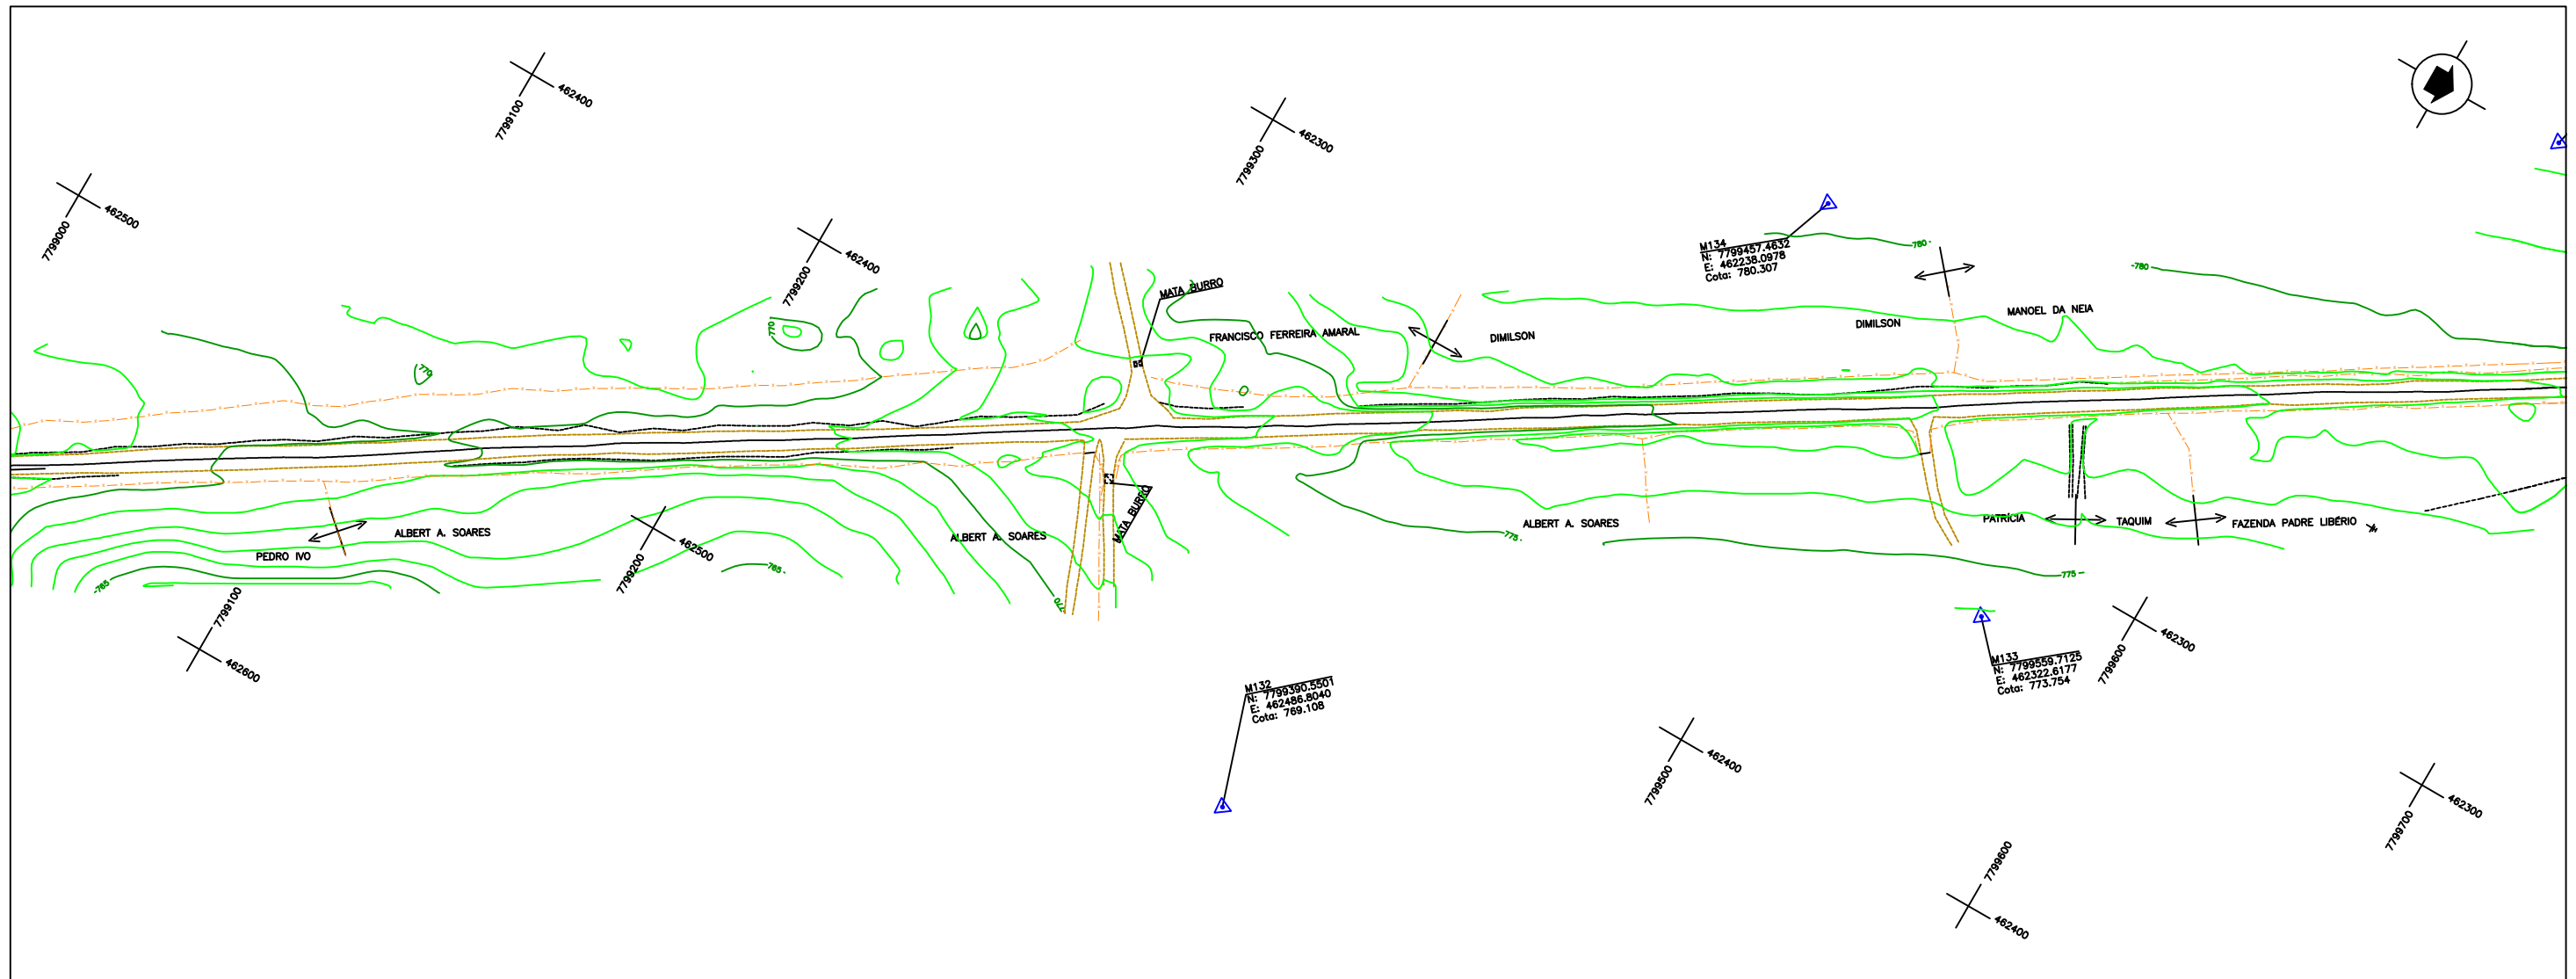 7799100
462400
7799000
462500
7799300
462300
7799200
462400
MATA BURRO
M134
N: 7799457.4632
E: 462238.0978
Cota: 780.307
780
780
770
770
FRANCISCO FERREIRA AMARAL
DIMILSON
DIMILSON
MANOEL DA NEIA
PEDRO IVO
ALBERT A. SOARES
ALBERT A. SOARES
MATA BURRO
ALBERT A. SOARES
PATRÍCIA
TAQUIM
FAZENDA PADRE LIBÉRIO
775
775
765
765
770
7799200
462500
7799100
462600
M132
N: 7799390.5501
E: 462486.8040
Cota: 769.108
M133
N: 7799559.7125
E: 462322.6177
Cota: 773.754
7799600
462300
7799500
462400
7799700
462300
7799600
462400